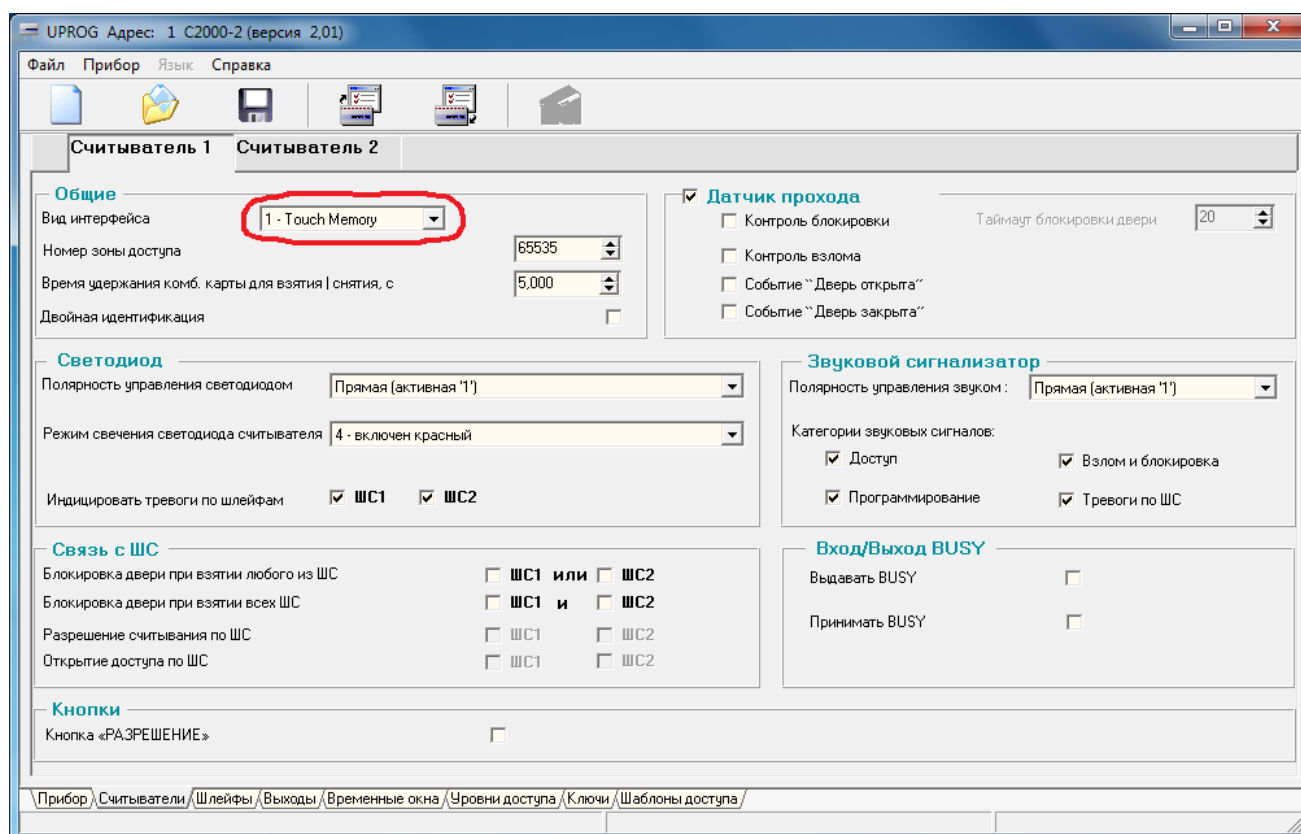 UPROG Адрес: 1 С2000-2 (версия 2,01)
Файл Прибор Язык Справка
Считыватель 1 Считыватель 2
Общие
Вид интерфейса 1 - Touch Memory
Номер зоны доступа 65535
Время удержания комб. карты для взятия | снятия, с 5,000
Двойная идентификация
Датчик прохода
Контроль блокировки Таймаут блокировки двери 20
Контроль взлома
Событие ``Дверь открыта``
Событие ``Дверь закрыта``
Светодиод
Полярность управления светодиодом Прямая (активная '1')
Режим свечения светодиода считывателя 4 - включен красный
Индицировать тревоги по шлейфам ШС1 ШС2
Звуковой сигнализатор
Полярность управления звуком : Прямая (активная '1')
Категории звуковых сигналов:
Доступ Взлом и блокировка
Программирование Тревоги по ШС
Связь с ШС
Блокировка двери при взятии любого из ШС ШС1 или ШС2
Блокировка двери при взятии всех ШС ШС1 и ШС2
Разрешение считывания по ШС ШС1 ШС2
Открытие доступа по ШС ШС1 ШС2
Вход/Выход BUSY
Выдавать BUSY
Принимать BUSY
Кнопки
Кнопка «РАЗРЕШЕНИЕ»
Прибор Считыватели Шлейфы Выходы Временные окна Уровни доступа Ключи Шаблоны доступа